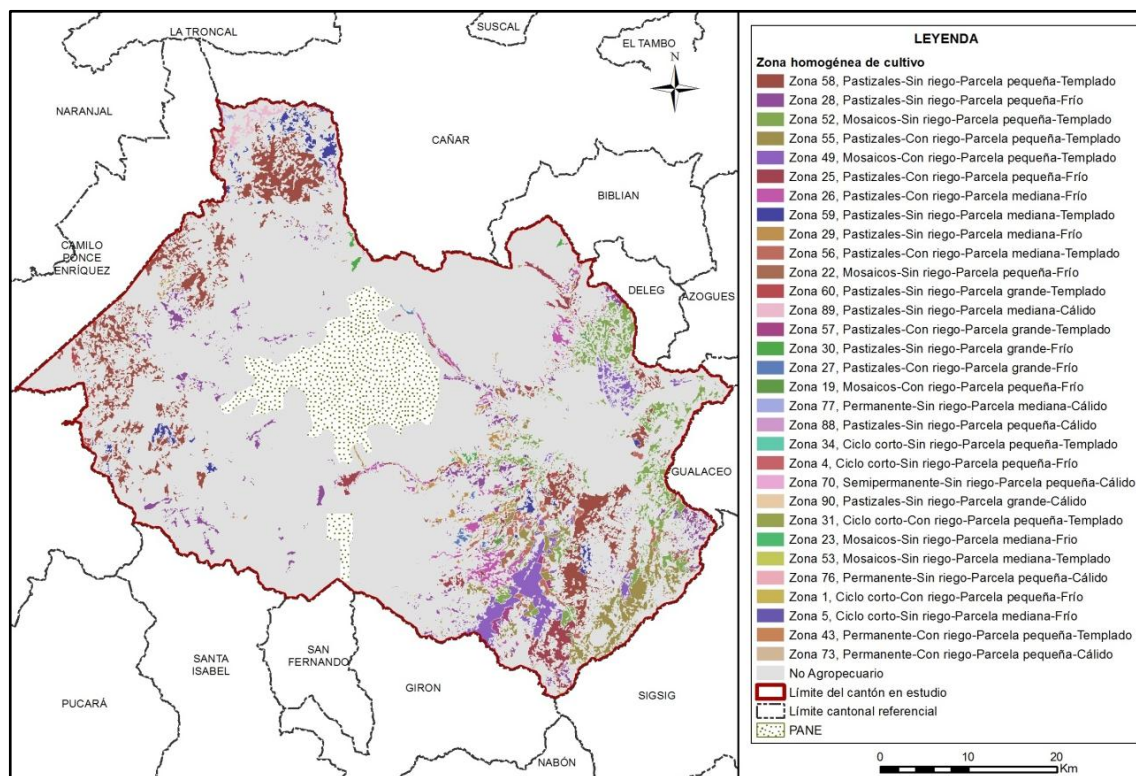 LA TRONCAL
SUSCAL
EL TAMBO
N
NARANJAL
CAÑAR
BIBLIAN
CAMILO
PONCE
ENRÍQUEZ
DELEG
AZOGUES
GUALACEO
SANTA
ISABEL
SAN
FERNANDO
GIRON
SIGSIG
PUCARÁ
NABÓN
LEYENDA
Zona homogénea de cultivo
Zona 58, Pastizales-Sin riego-Parcela pequeña-Templado
Zona 28, Pastizales-Sin riego-Parcela pequeña-Frío
Zona 52, Mosaicos-Sin riego-Parcela pequeña-Templado
Zona 55, Pastizales-Con riego-Parcela pequeña-Templado
Zona 49, Mosaicos-Con riego-Parcela pequeña-Templado
Zona 25, Pastizales-Con riego-Parcela pequeña-Frío
Zona 26, Pastizales-Con riego-Parcela mediana-Frío
Zona 59, Pastizales-Sin riego-Parcela mediana-Templado
Zona 29, Pastizales-Sin riego-Parcela mediana-Frío
Zona 56, Pastizales-Con riego-Parcela mediana-Templado
Zona 22, Mosaicos-Sin riego-Parcela pequeña-Frío
Zona 60, Pastizales-Sin riego-Parcela grande-Templado
Zona 89, Pastizales-Sin riego-Parcela mediana-Cálido
Zona 57, Pastizales-Con riego-Parcela grande-Templado
Zona 30, Pastizales-Sin riego-Parcela grande-Frío
Zona 27, Pastizales-Con riego-Parcela grande-Frío
Zona 19, Mosaicos-Con riego-Parcela pequeña-Frío
Zona 77, Permanente-Sin riego-Parcela mediana-Cálido
Zona 88, Pastizales-Sin riego-Parcela pequeña-Cálido
Zona 34, Ciclo corto-Sin riego-Parcela pequeña-Templado
Zona 4, Ciclo corto-Sin riego-Parcela pequeña-Frío
Zona 70, Semipermanente-Sin riego-Parcela pequeña-Cálido
Zona 90, Pastizales-Sin riego-Parcela grande-Cálido
Zona 31, Ciclo corto-Con riego-Parcela pequeña-Templado
Zona 23, Mosaicos-Sin riego-Parcela mediana-Frio
Zona 53, Mosaicos-Sin riego-Parcela mediana-Templado
Zona 76, Permanente-Sin riego-Parcela pequeña-Cálido
Zona 1, Ciclo corto-Con riego-Parcela pequeña-Frío
Zona 5, Ciclo corto-Sin riego-Parcela mediana-Frío
Zona 43, Permanente-Con riego-Parcela pequeña-Templado
Zona 73, Permanente-Con riego-Parcela pequeña-Cálido
No Agropecuario
Límite del cantón en estudio
Límite cantonal referencial
PANE
0 10 20
Km